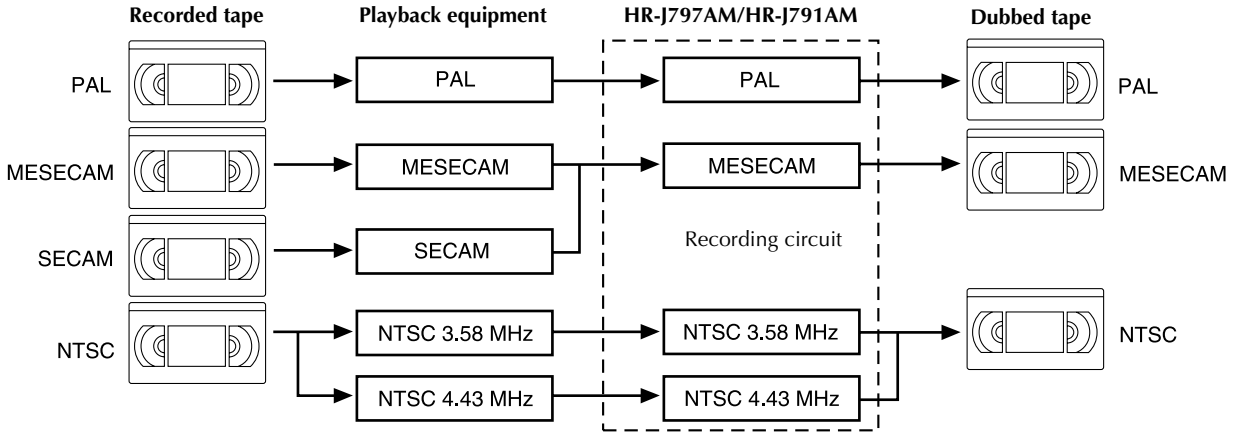 Recorded tape
Playback equipment
HR-J797AM/HR-J791AM
Dubbed tape
PAL
PAL
PAL
PAL
MESECAM
MESECAM
MESECAM
MESECAM
SECAM
SECAM
Recording circuit
NTSC
NTSC 3.58 MHz
NTSC 3.58 MHz
NTSC
NTSC 4.43 MHz
NTSC 4.43 MHz